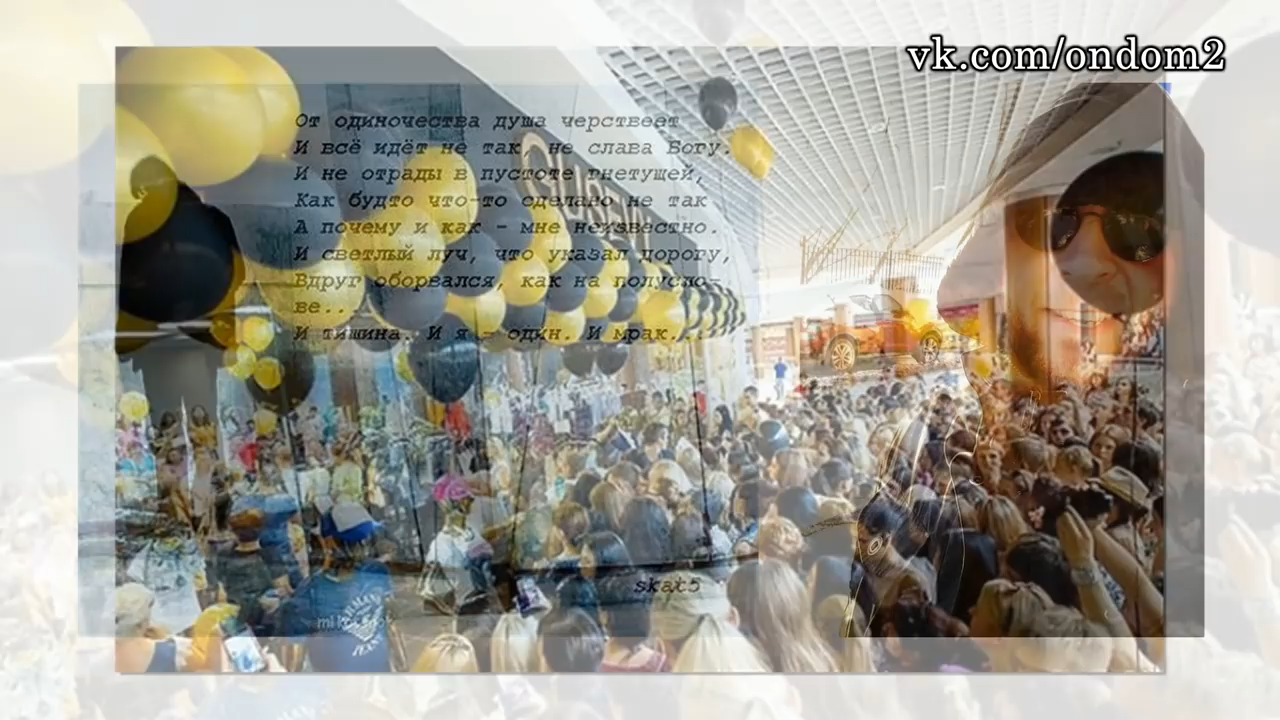 vk.com/ondom2
От одиночества душа черствеет
И всё идёт не так, не слава Богу.
И не отрады в пустоте гнетущей,
Как будто что-то сделано не так
А почему и как - мне неизвестно.
И светлый луч, что указал дорогу,
Вдруг оборвался, как на полусло-
ве...
И тишина. И я - один. И мрак...
skat5